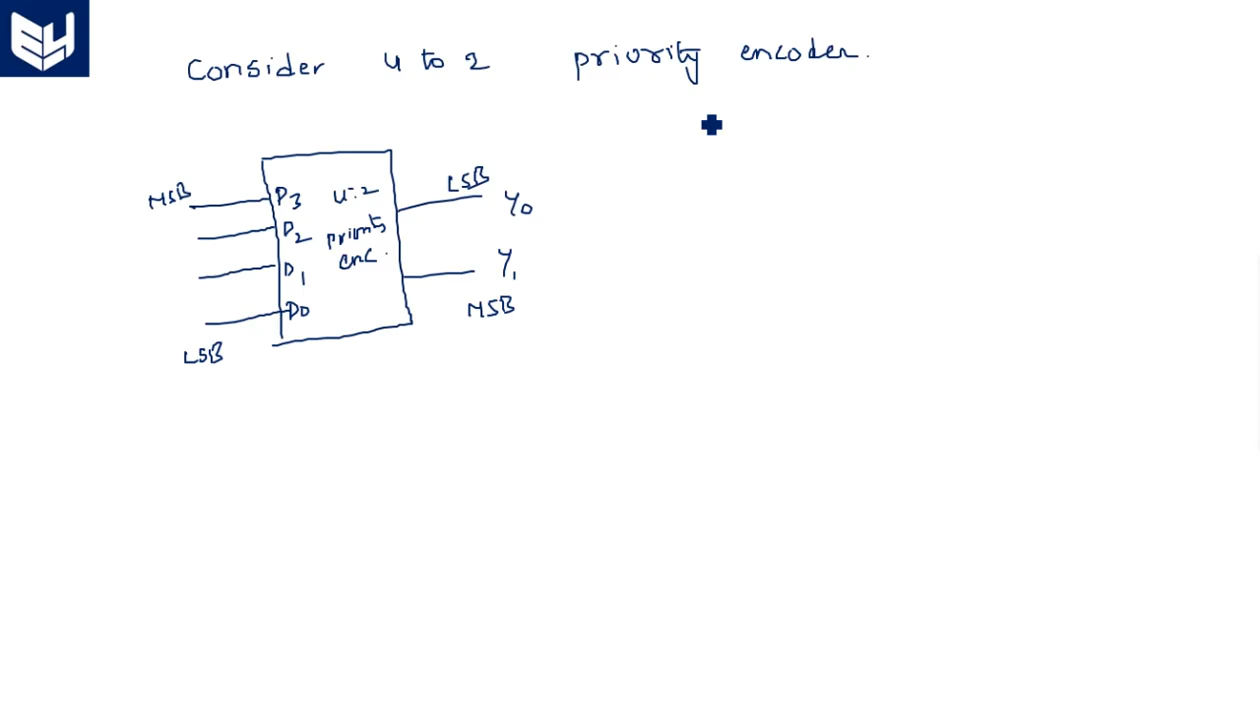 Consider 4 to 2 priority encoder.
MSB D3 4:2 LSB Y0
D2 priority
D1 enc. Y1
D0 MSB
LSB